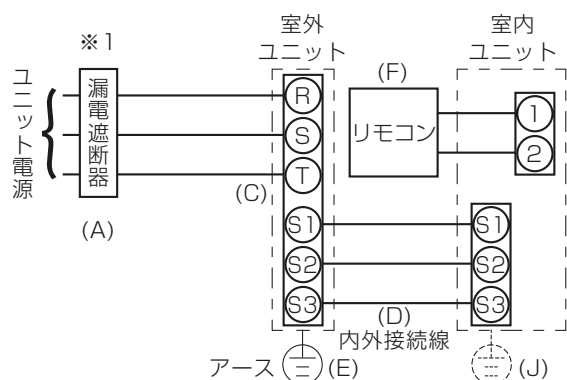 ※1
室外
ユニット
室内
ユニット
ユニット電源
漏電遮断器
(A)
R
S
T
(C)
(F)
リモコン
1
2
S1
S2
S3
S1
S2
S3
(D)
内外接続線
アース
(E)
(J)